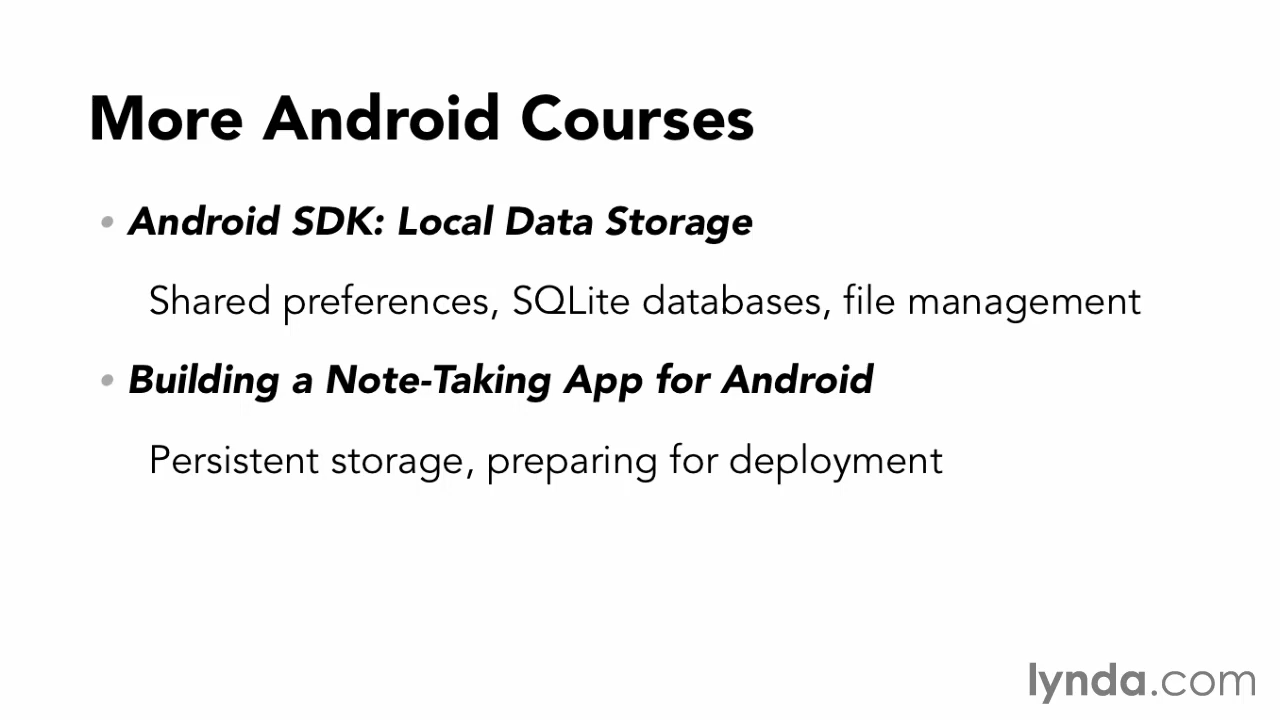 More Android Courses
• Android SDK: Local Data Storage
Shared preferences, SQLite databases, file management
• Building a Note-Taking App for Android
Persistent storage, preparing for deployment
lynda.com